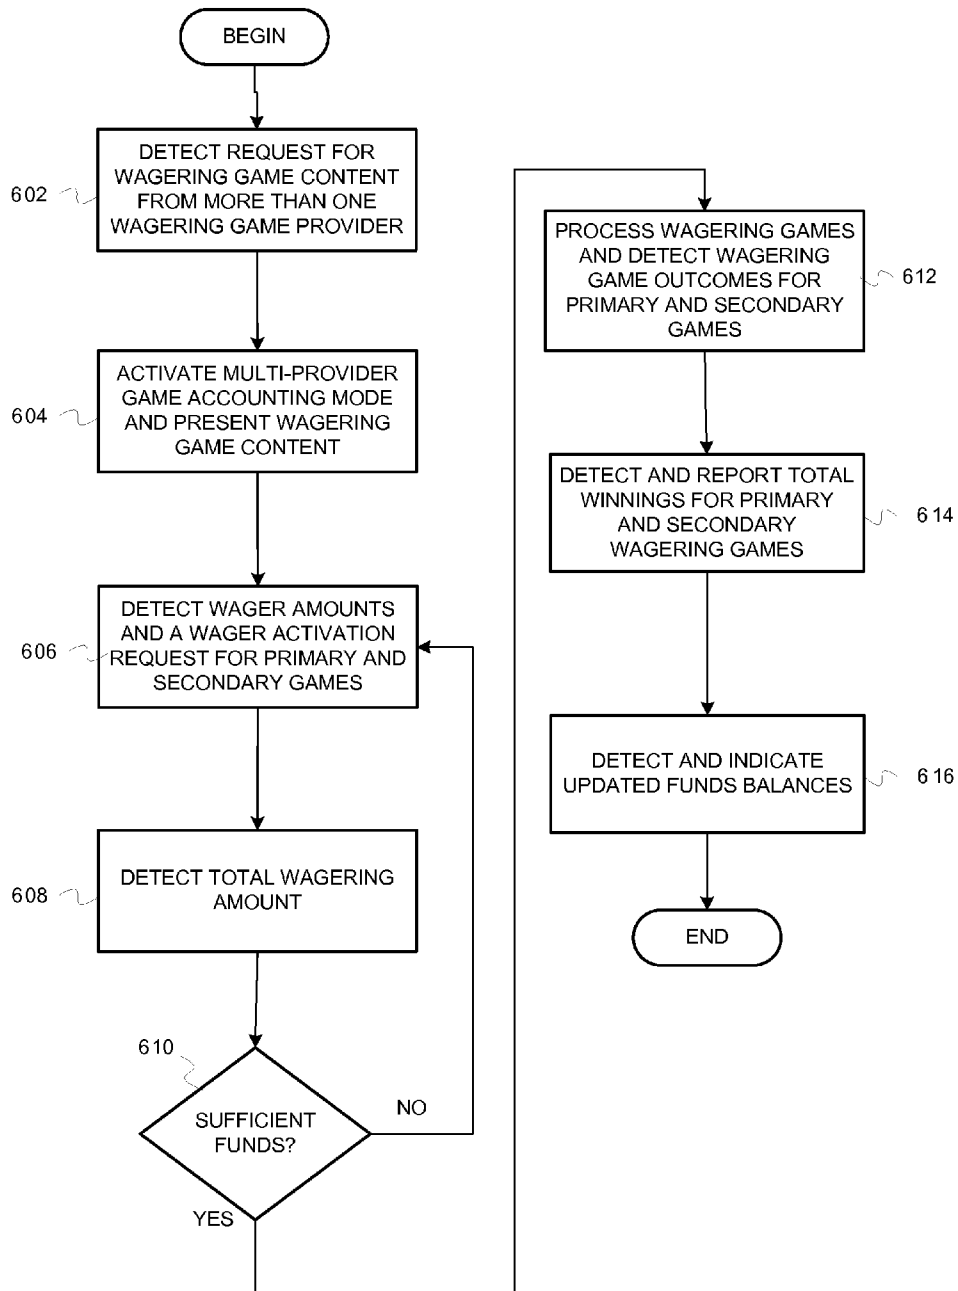 BEGIN
602
DETECT REQUEST FOR
WAGERING GAME CONTENT
FROM MORE THAN ONE
WAGERING GAME PROVIDER
604
ACTIVATE MULTI-PROVIDER
GAME ACCOUNTING MODE
AND PRESENT WAGERING
GAME CONTENT
606
DETECT WAGER AMOUNTS
AND A WAGER ACTIVATION
REQUEST FOR PRIMARY AND
SECONDARY GAMES
608
DETECT TOTAL WAGERING
AMOUNT
610
SUFFICIENT
FUNDS?
NO
YES
PROCESS WAGERING GAMES
AND DETECT WAGERING
GAME OUTCOMES FOR
PRIMARY AND SECONDARY
GAMES
612
DETECT AND REPORT TOTAL
WINNINGS FOR PRIMARY
AND SECONDARY
WAGERING GAMES
614
DETECT AND INDICATE
UPDATED FUNDS BALANCES
616
END